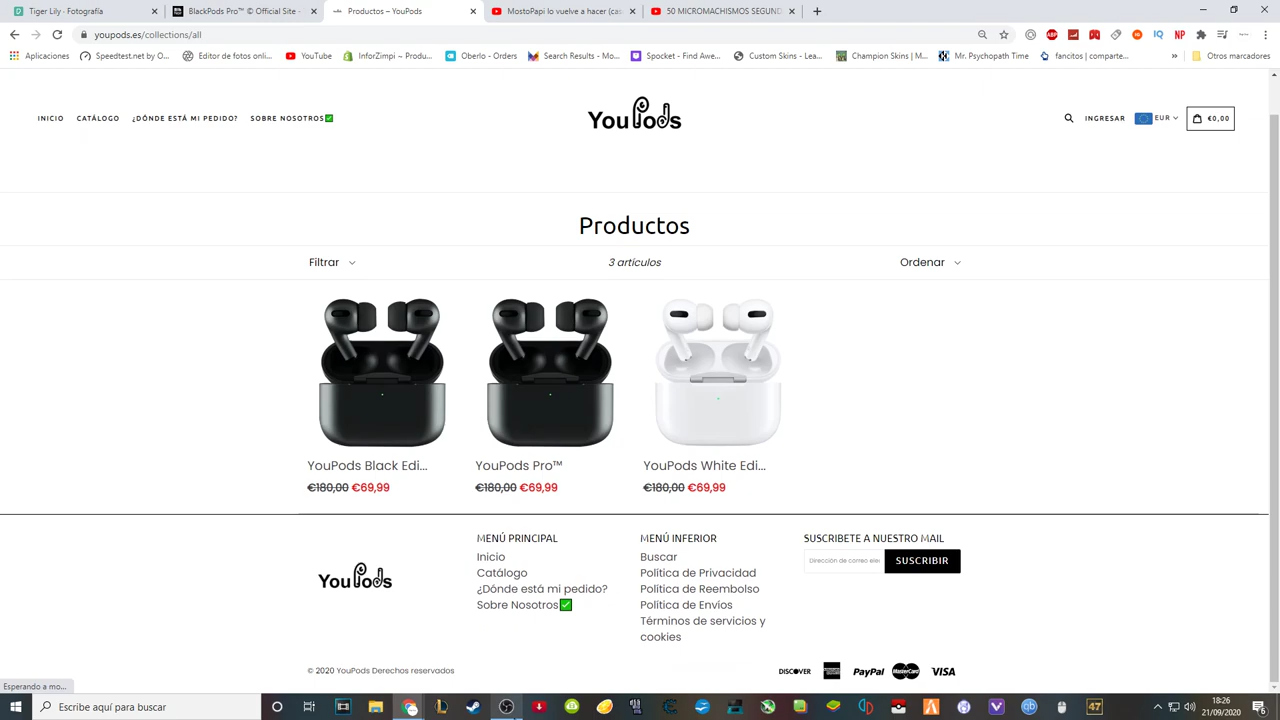 Tiger Lily - Fotografía
BlackPods Pro™ © Official Site -
Productos – YouPods
MostoPapi lo vuelve a hacer (cas
50 MICROMACHISMOS SEGUND
youpods.es/collections/all
Aplicaciones
Speedtest.net by O...
Editor de fotos onlin...
YouTube
InforZimpi ~ Products
Oberlo - Orders
Search Results - Mo...
Spocket - Find Awe...
Custom Skins - Lea...
Champion Skins | M...
Mr. Psychopath Time
fancitos | comparte...
»
Otros marcadores
INICIO
CATÁLOGO
¿DÓNDE ESTÁ MI PEDIDO?
SOBRE NOSOTROS✅
YouPods
INGRESAR
EUR
€0,00
Productos
Filtrar
3 artículos
Ordenar
YouPods Black Edi...
€180,00 €69,99
YouPods Pro™
€180,00 €69,99
YouPods White Edi...
€180,00 €69,99
YouPods
MENÚ PRINCIPAL
Inicio
Catálogo
¿Dónde está mi pedido?
Sobre Nosotros✅
MENÚ INFERIOR
Buscar
Política de Privacidad
Política de Reembolso
Política de Envíos
Términos de servicios y
cookies
SUSCRIBETE A NUESTRO MAIL
Dirección de correo elec
SUSCRIBIR
© 2020 YouPods Derechos reservados
DISCOVER
PayPal
MasterCard
VISA
Esperando a mo...
Escribe aquí para buscar
47
18:26
21/09/2020